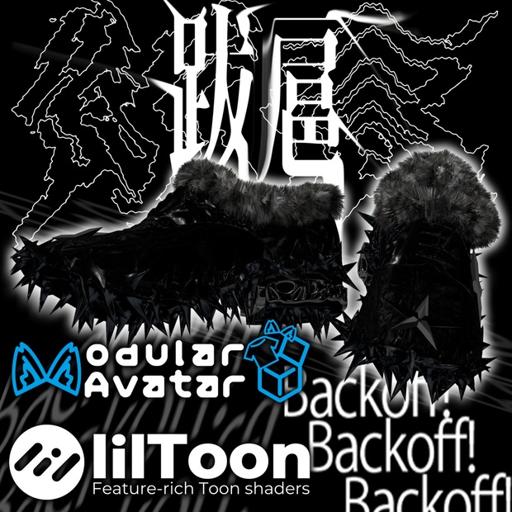 跋扈
Modular
Avatar
Backoff!
Backoff!
Backoff!
lilToon
Feature-rich Toon shaders